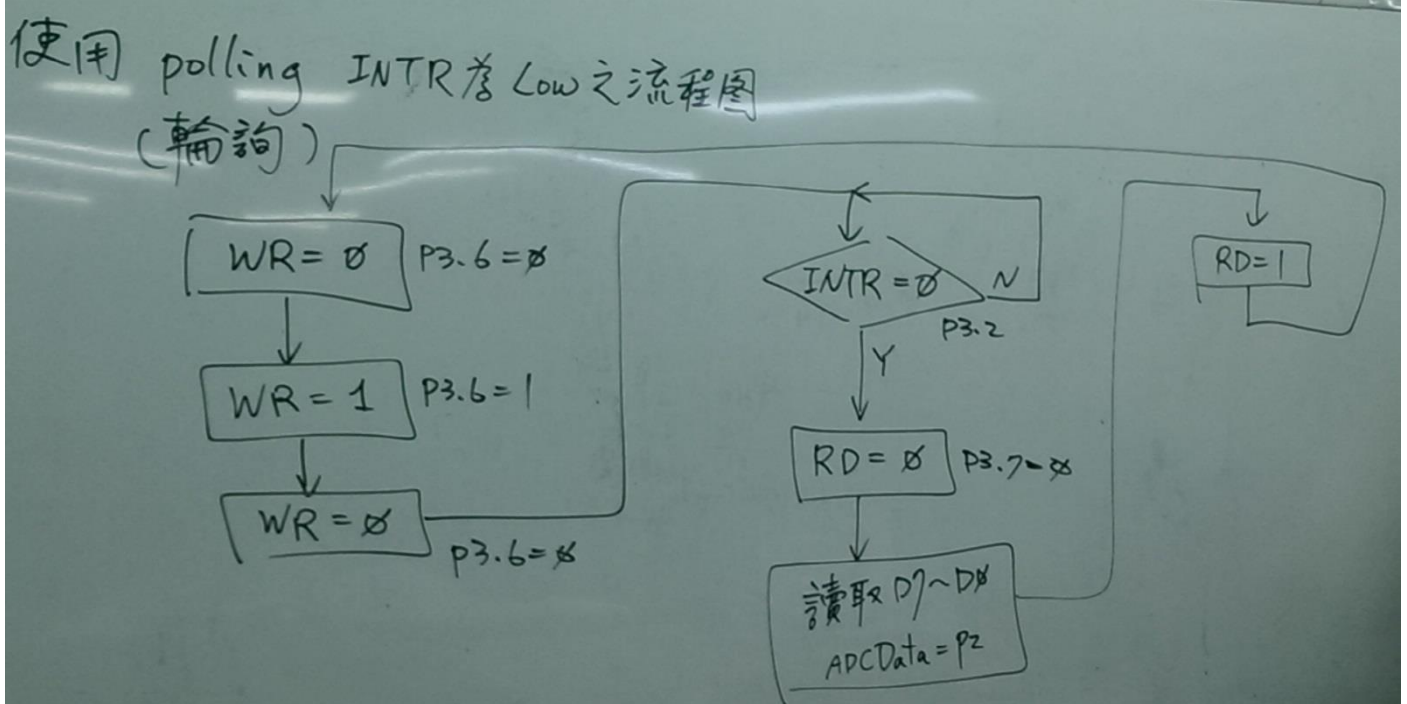 使用 polling INTR為Low之流程图
(輪詢)
WR=0
P3.6=0
WR=1
P3.6=1
WR=0
P3.6=0
INTR=0
N
P3.2
Y
RD=0
P3.7=0
讀取D7~D0
ADCData=P2
RD=1